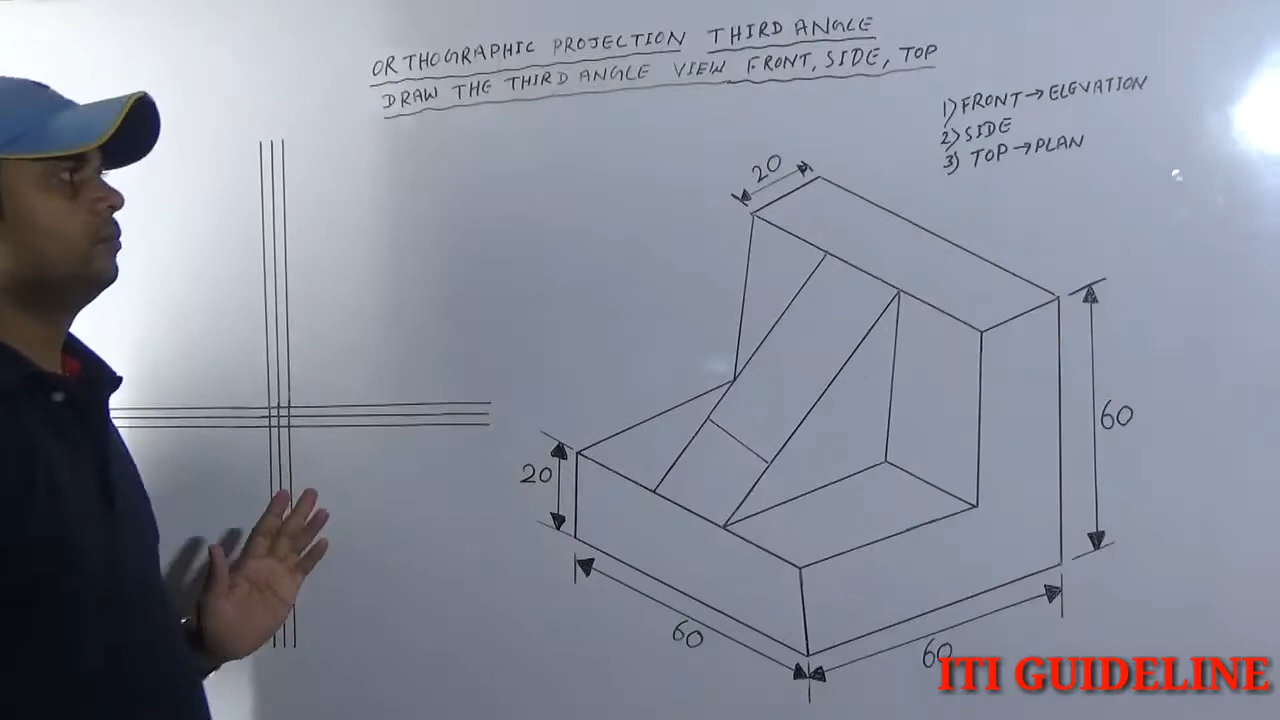 ORTHOGRAPHIC PROJECTION THIRD ANGLE
DRAW THE THIRD ANGLE VIEW FRONT, SIDE, TOP
1) FRONT → ELEVATION
2) SIDE
3) TOP → PLAN
20
60
20
60
60
ITI GUIDELINE